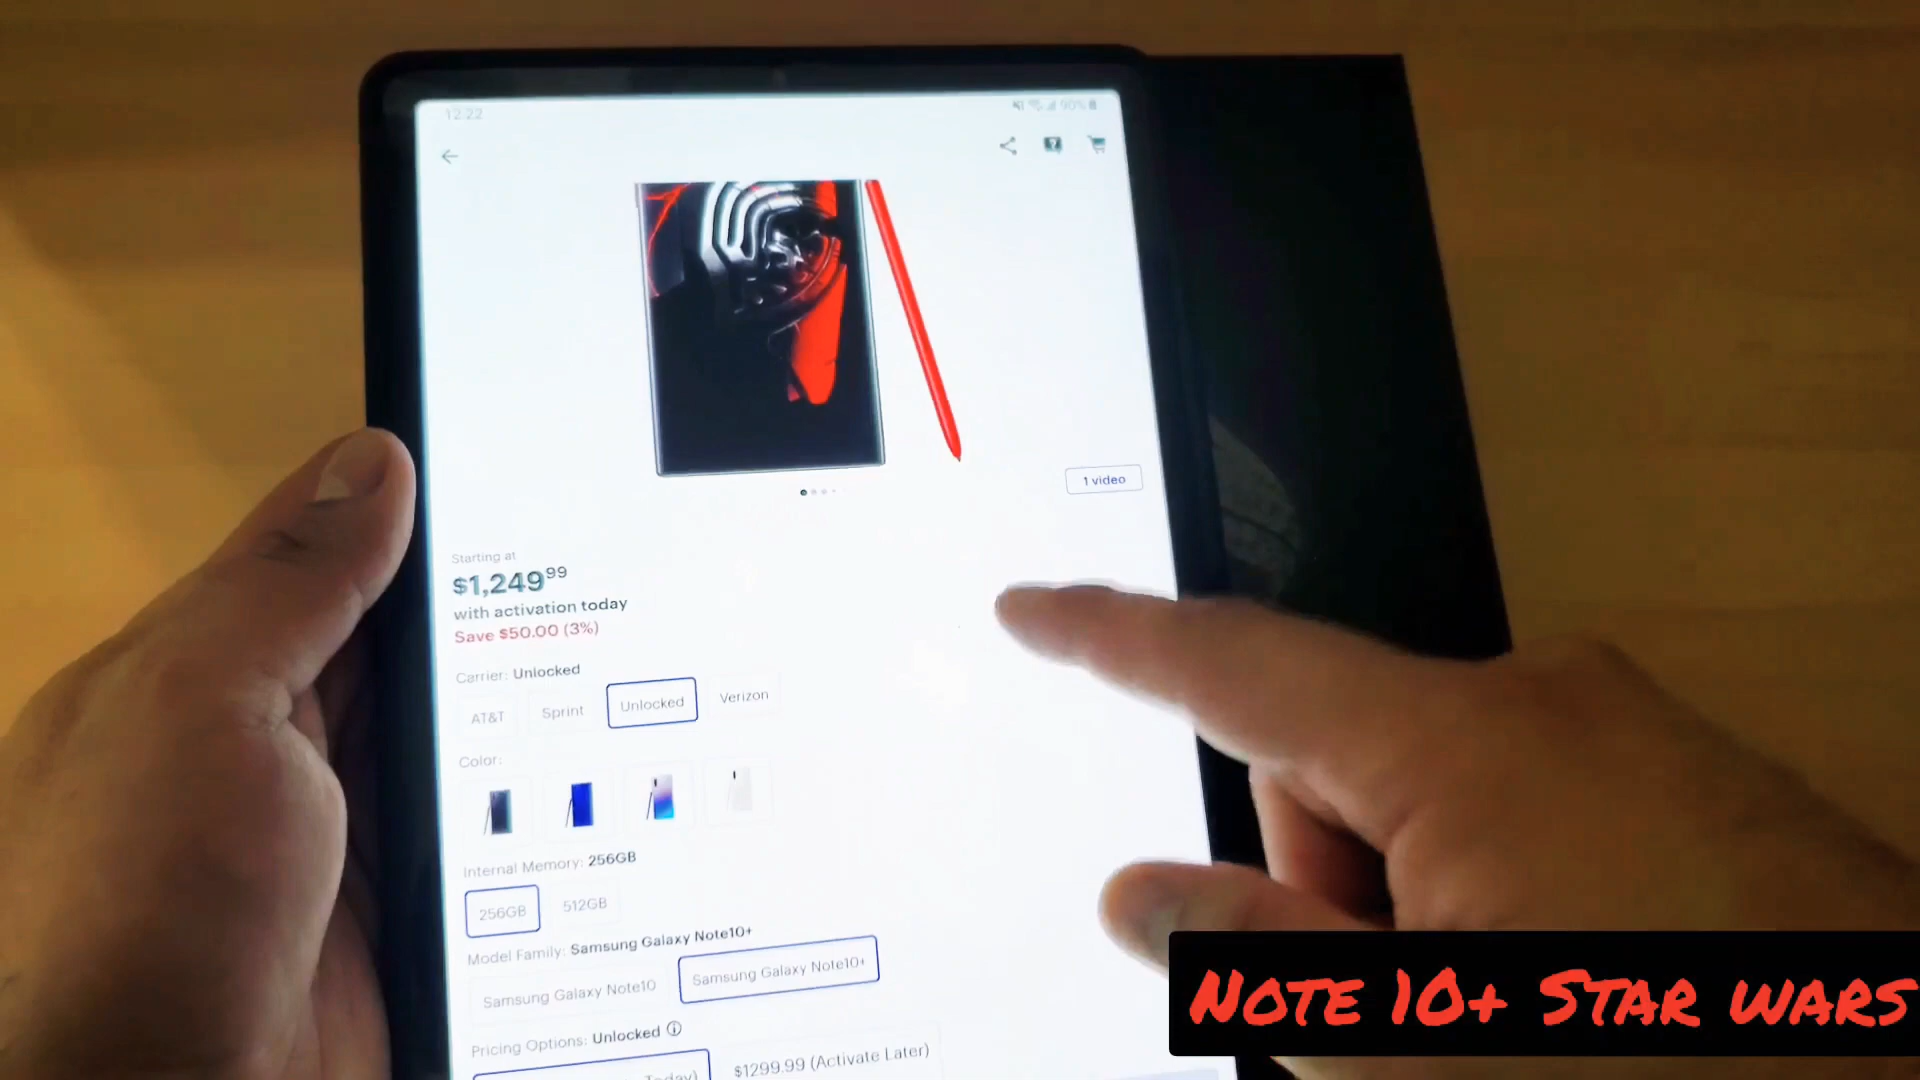 12:22
90%
1 video
Starting at
$1,249.99
with activation today
Save $50.00 (3%)
Carrier: Unlocked
AT&T Sprint Unlocked Verizon
Color:
Internal Memory: 256GB
256GB 512GB
Model Family: Samsung Galaxy Note10+
Samsung Galaxy Note10 Samsung Galaxy Note10+
Pricing Options: Unlocked
Today) $1299.99 (Activate Later)
NOTE 10+ STAR WARS